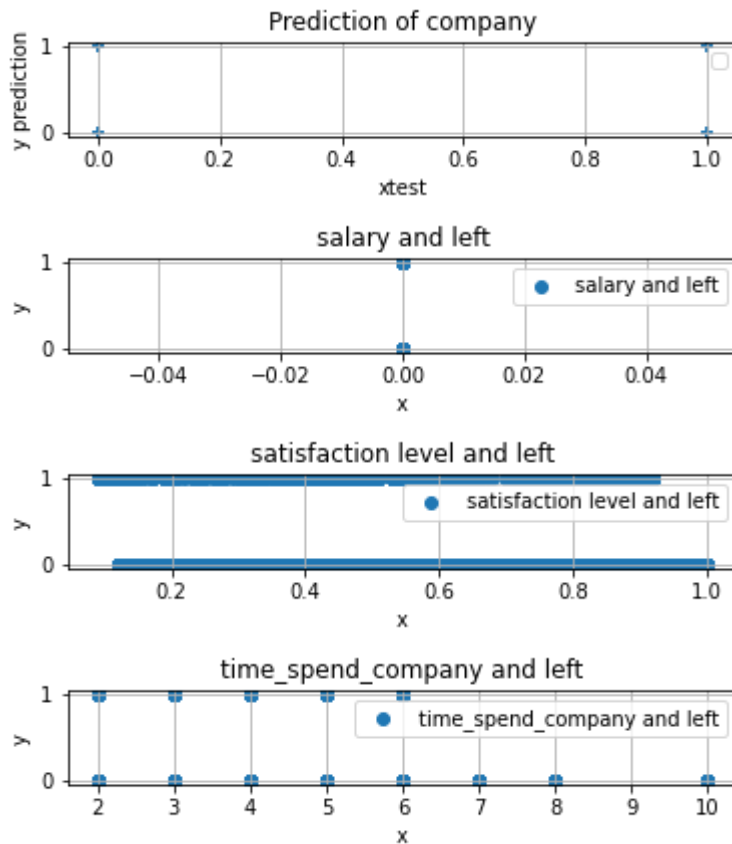 Prediction of company
1
y prediction
0
0.0 0.2 0.4 0.6 0.8 1.0
xtest
salary and left
1
salary and left
y
0
−0.04 −0.02 0.00 0.02 0.04
x
satisfaction level and left
1
satisfaction level and left
y
0
0.2 0.4 0.6 0.8 1.0
x
time_spend_company and left
1
time_spend_company and left
y
0
2 3 4 5 6 7 8 9 10
x